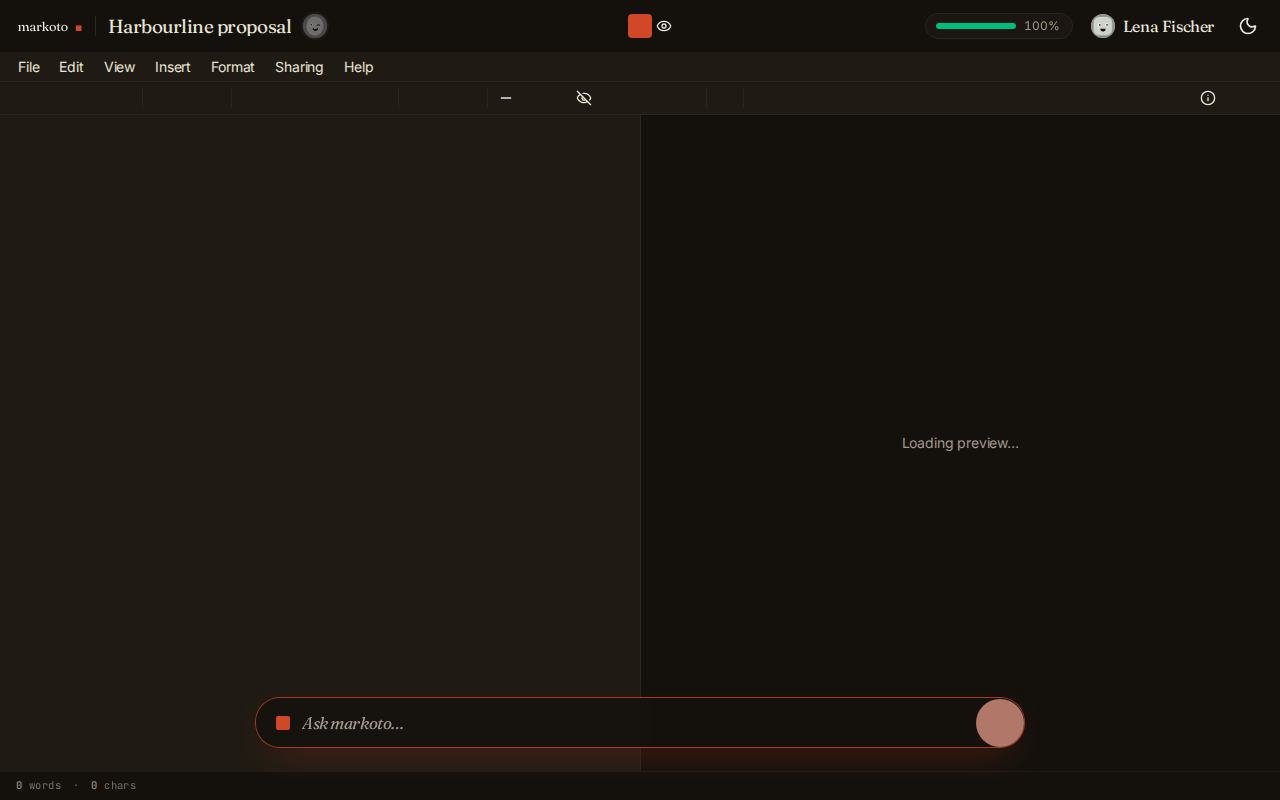 markoto
Harbourline proposal
100%
Lena Fischer
File Edit View Insert Format Sharing Help
Loading preview...
Ask markoto...
0 words · 0 chars